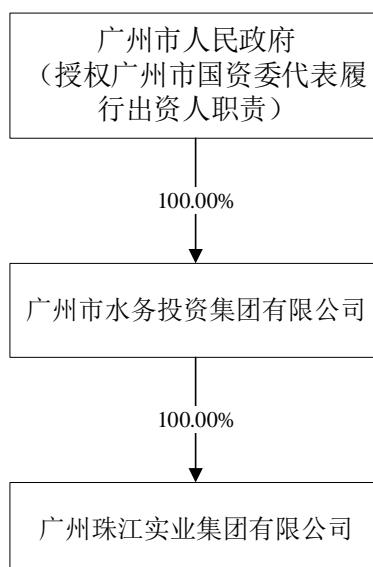 广州市人民政府
（授权广州市国资委代表履
行出资人职责）
100.00%
广州市水务投资集团有限公司
100.00%
广州珠江实业集团有限公司